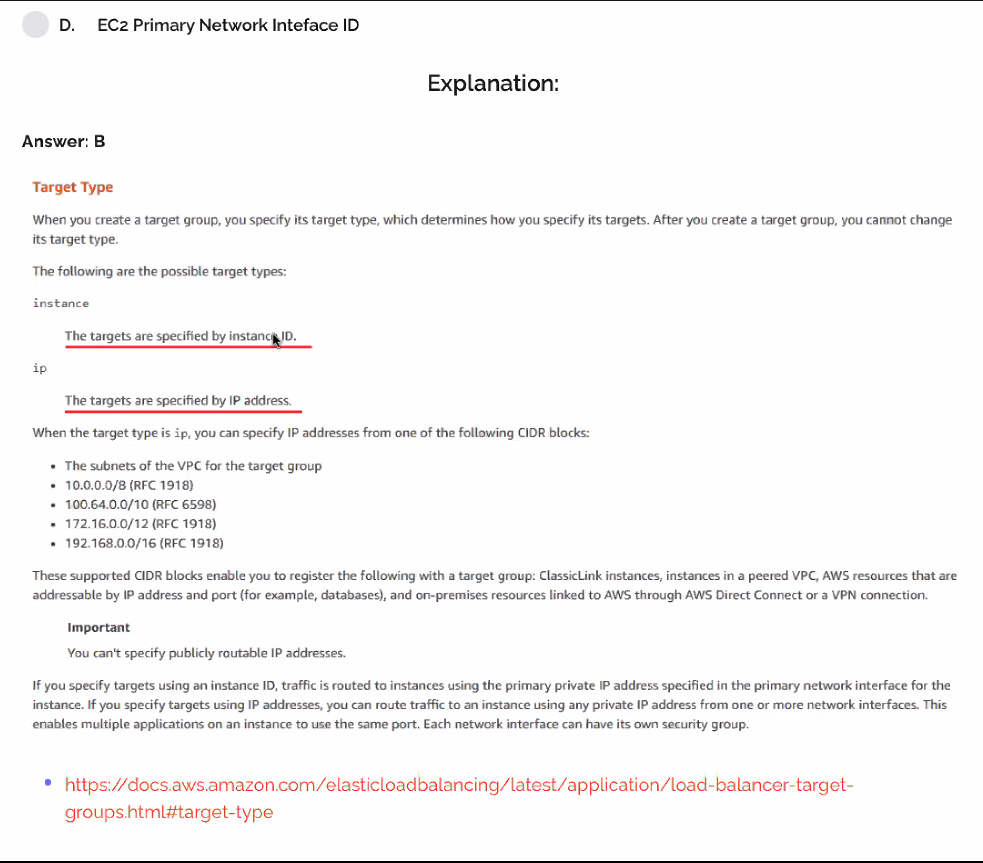 D. EC2 Primary Network Inteface ID
Explanation:
Answer: B
Target Type
When you create a target group, you specify its target type, which determines how you specify its targets. After you create a target group, you cannot change
its target type.
The following are the possible target types:
instance
The targets are specified by instance ID.
ip
The targets are specified by IP address.
When the target type is ip, you can specify IP addresses from one of the following CIDR blocks:
• The subnets of the VPC for the target group
• 10.0.0.0/8 (RFC 1918)
• 100.64.0.0/10 (RFC 6598)
• 172.16.0.0/12 (RFC 1918)
• 192.168.0.0/16 (RFC 1918)
These supported CIDR blocks enable you to register the following with a target group: ClassicLink instances, instances in a peered VPC, AWS resources that are
addressable by IP address and port (for example, databases), and on-premises resources linked to AWS through AWS Direct Connect or a VPN connection.
Important
You can't specify publicly routable IP addresses.
If you specify targets using an instance ID, traffic is routed to instances using the primary private IP address specified in the primary network interface for the
instance. If you specify targets using IP addresses, you can route traffic to an instance using any private IP address from one or more network interfaces. This
enables multiple applications on an instance to use the same port. Each network interface can have its own security group.
• https://docs.aws.amazon.com/elasticloadbalancing/latest/application/load-balancer-target-
groups.html#target-type